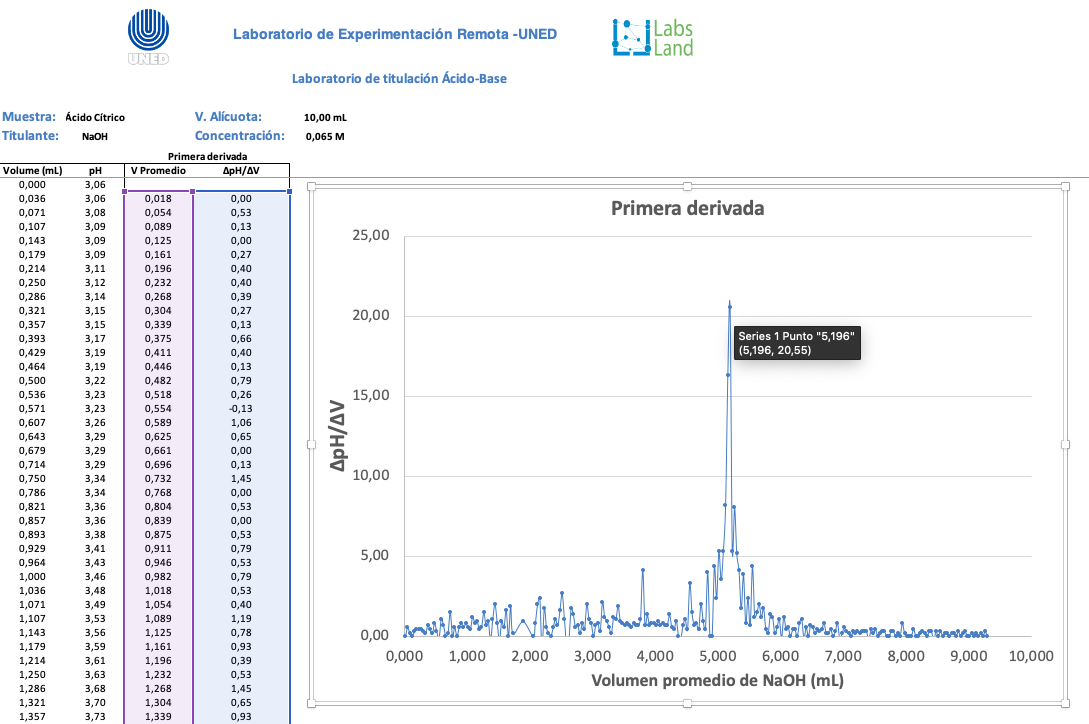 Laboratorio de Experimentación Remota -UNED
UNED
Labs
Land
Laboratorio de titulación Ácido-Base
Muestra: Ácido Cítrico V. Alícuota: 10,00 mL
Titulante: NaOH Concentración: 0,065 M
Primera derivada
Volume (mL) pH V Promedio ΔpH/ΔV
0,000 3,06
0,036 3,06 0,018 0,00
0,071 3,08 0,054 0,53
0,107 3,09 0,089 0,13
0,143 3,09 0,125 0,00
0,179 3,09 0,161 0,27
0,214 3,11 0,196 0,40
0,250 3,12 0,232 0,40
0,286 3,14 0,268 0,39
0,321 3,15 0,304 0,27
0,357 3,15 0,339 0,13
0,393 3,17 0,375 0,66
0,429 3,19 0,411 0,40
0,464 3,19 0,446 0,13
0,500 3,22 0,482 0,79
0,536 3,23 0,518 0,26
0,571 3,23 0,554 -0,13
0,607 3,26 0,589 1,06
0,643 3,29 0,625 0,65
0,679 3,29 0,661 0,00
0,714 3,29 0,696 0,13
0,750 3,34 0,732 1,45
0,786 3,34 0,768 0,00
0,821 3,36 0,804 0,53
0,857 3,36 0,839 0,00
0,893 3,38 0,875 0,53
0,929 3,41 0,911 0,79
0,964 3,43 0,946 0,53
1,000 3,46 0,982 0,79
1,036 3,48 1,018 0,53
1,071 3,49 1,054 0,40
1,107 3,53 1,089 1,19
1,143 3,56 1,125 0,78
1,179 3,59 1,161 0,93
1,214 3,61 1,196 0,39
1,250 3,63 1,232 0,53
1,286 3,68 1,268 1,45
1,321 3,70 1,304 0,65
1,357 3,73 1,339 0,93
Primera derivada
25,00
20,00
15,00
10,00
5,00
0,00
ΔpH/ΔV
Series 1 Punto "5,196"
(5,196, 20,55)
0,000 1,000 2,000 3,000 4,000 5,000 6,000 7,000 8,000 9,000 10,000
Volumen promedio de NaOH (mL)